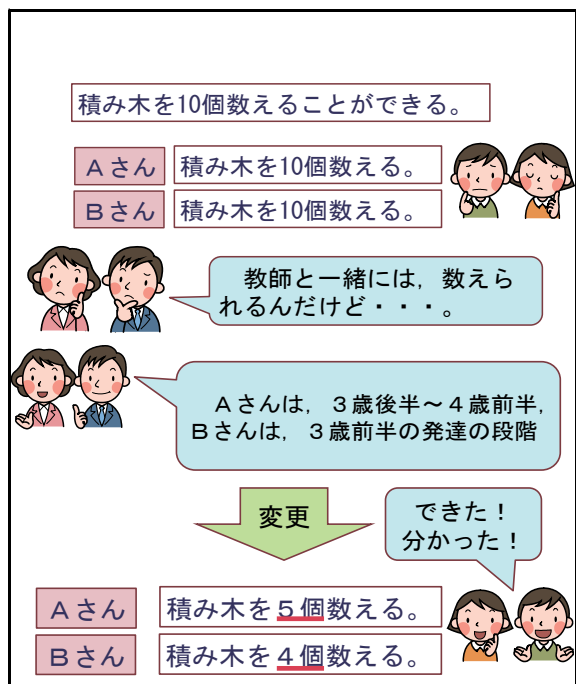 積み木を10個数えることができる。
Aさん
積み木を10個数える。
Bさん
積み木を10個数える。
教師と一緒には，数えら
れるんだけど・・・。
Aさんは，３歳後半～４歳前半，
Bさんは，３歳前半の発達の段階
変更
できた！
分かった！
Aさん
積み木を５個数える。
Bさん
積み木を４個数える。